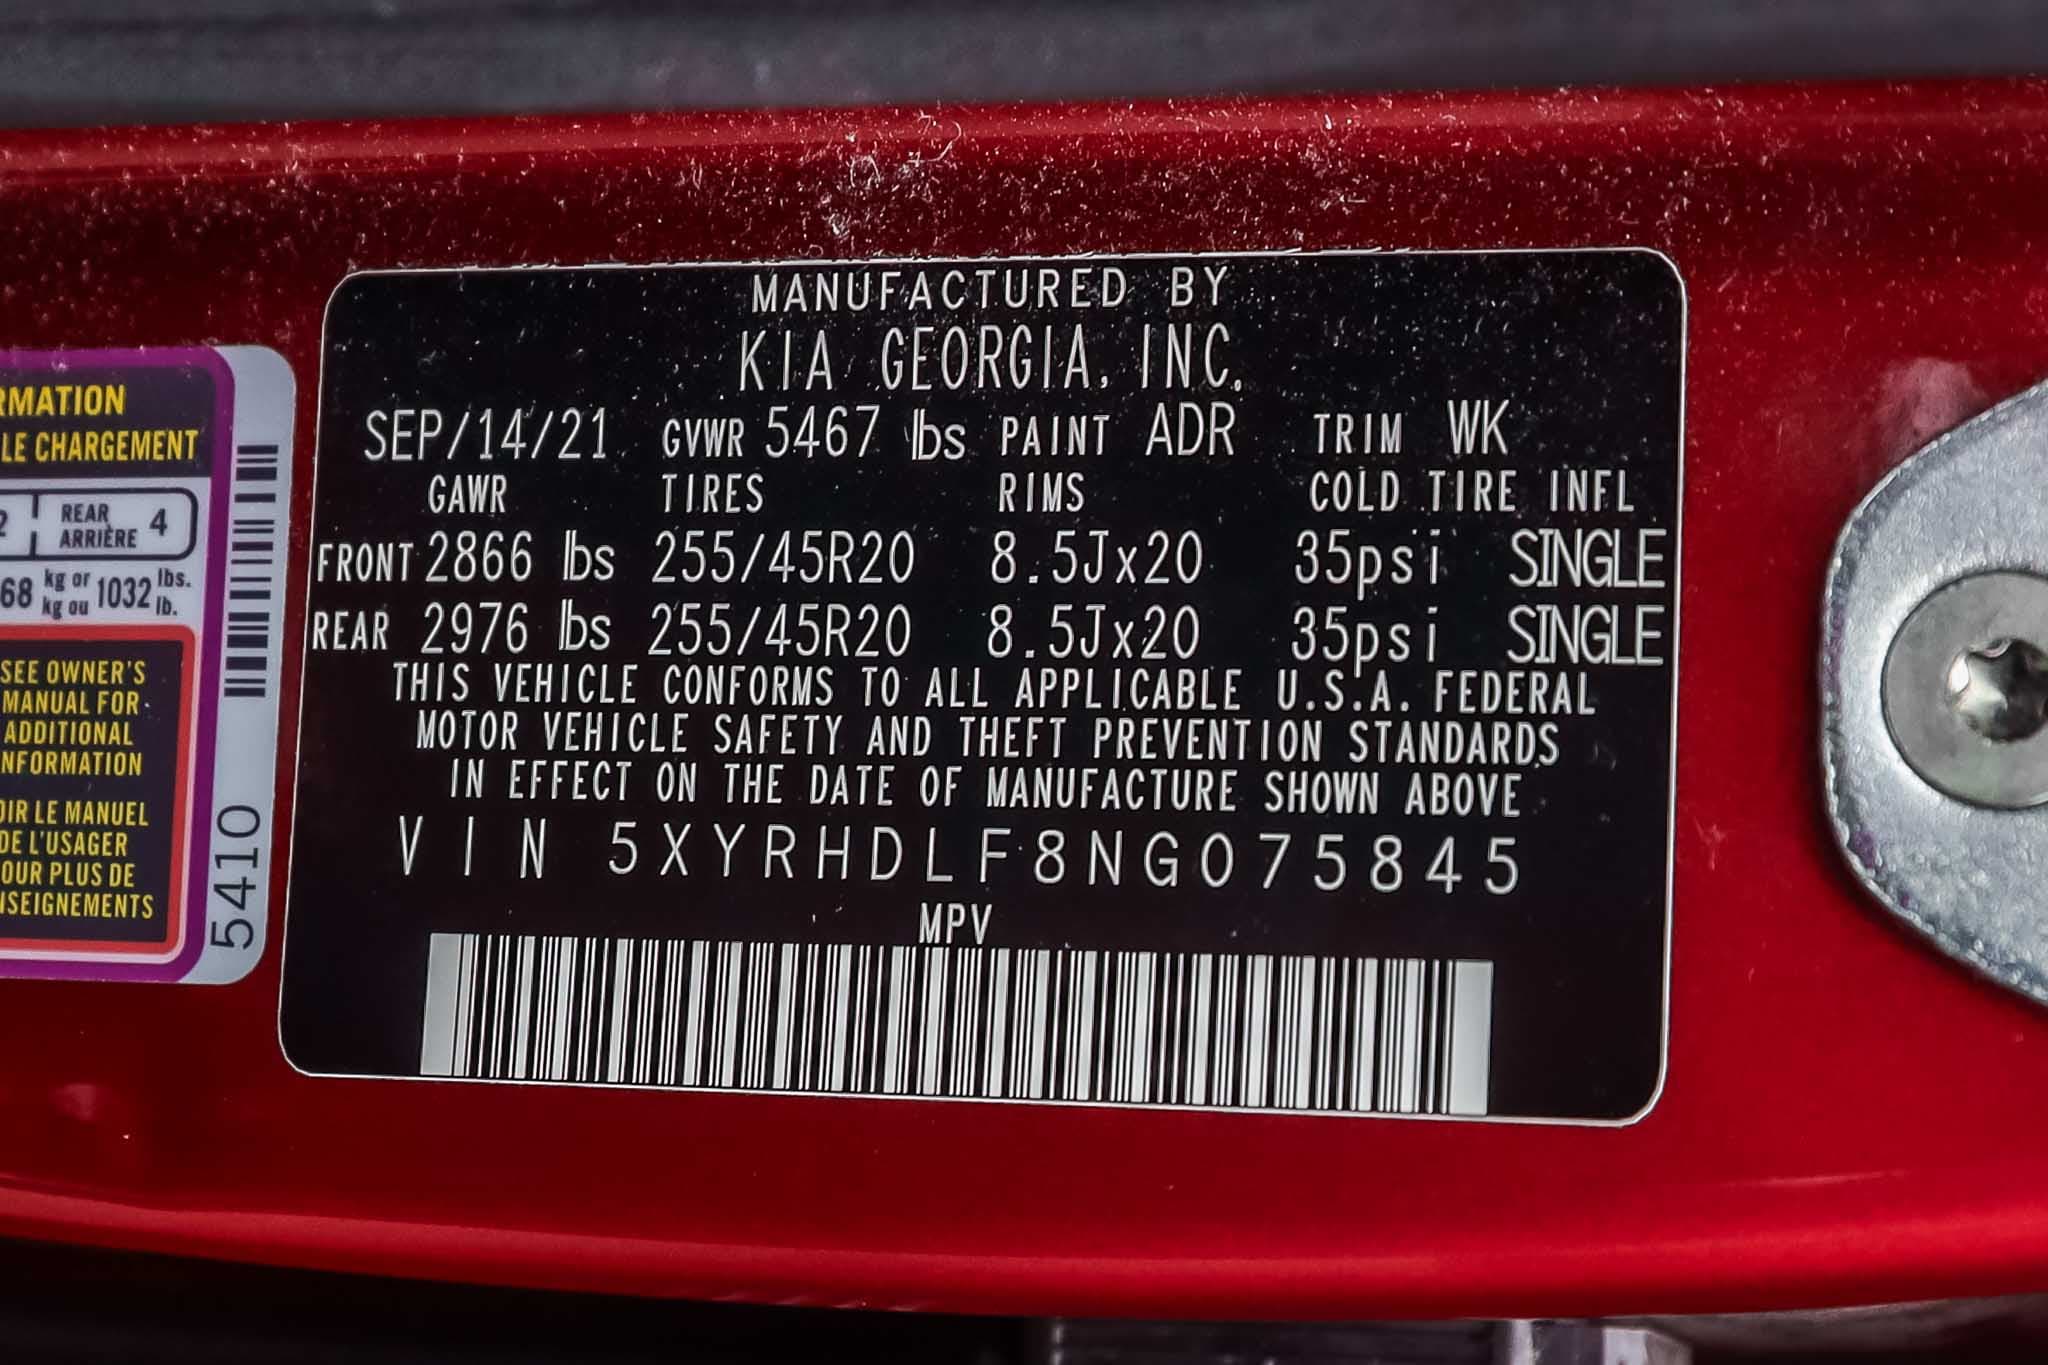 MANUFACTURED BY
KIA GEORGIA, INC.
SEP/14/21 GVWR 5467 lbs PAINT ADR TRIM WK
GAWR TIRES RIMS COLD TIRE INFL
FRONT 2866 lbs 255/45R20 8.5Jx20 35psi SINGLE
REAR 2976 lbs 255/45R20 8.5Jx20 35psi SINGLE
THIS VEHICLE CONFORMS TO ALL APPLICABLE U.S.A. FEDERAL
MOTOR VEHICLE SAFETY AND THEFT PREVENTION STANDARDS
IN EFFECT ON THE DATE OF MANUFACTURE SHOWN ABOVE
VIN 5XYRHDLF8NG075845
MPV
RMATION
LE CHARGEMENT
2 REAR
ARRIÈRE 4
68 kg or 1032 lbs.
kg ou lb.
SEE OWNER'S
MANUAL FOR
ADDITIONAL
NFORMATION
OIR LE MANUEL
DE L'USAGER
OUR PLUS DE
NSEIGNEMENTS
5410